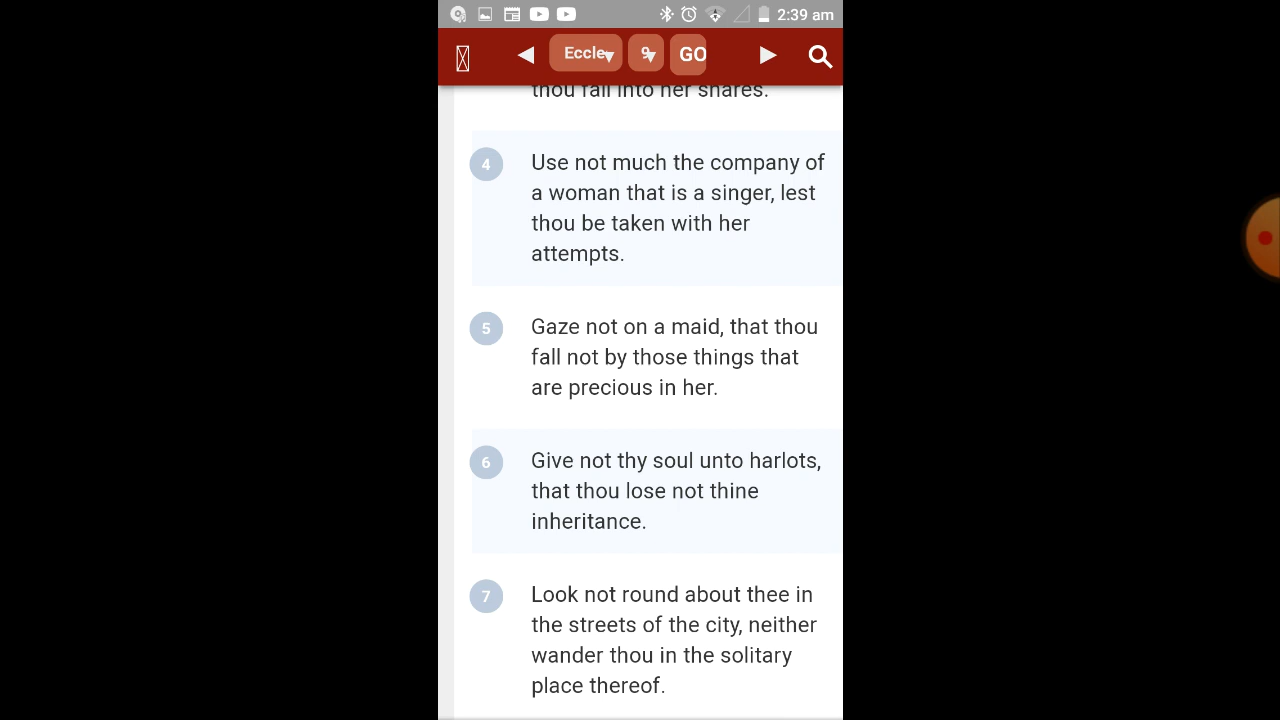 2:39 am
Eccle
9
GO
thou fall into her snares.
4
Use not much the company of
a woman that is a singer, lest
thou be taken with her
attempts.
5
Gaze not on a maid, that thou
fall not by those things that
are precious in her.
6
Give not thy soul unto harlots,
that thou lose not thine
inheritance.
7
Look not round about thee in
the streets of the city, neither
wander thou in the solitary
place thereof.